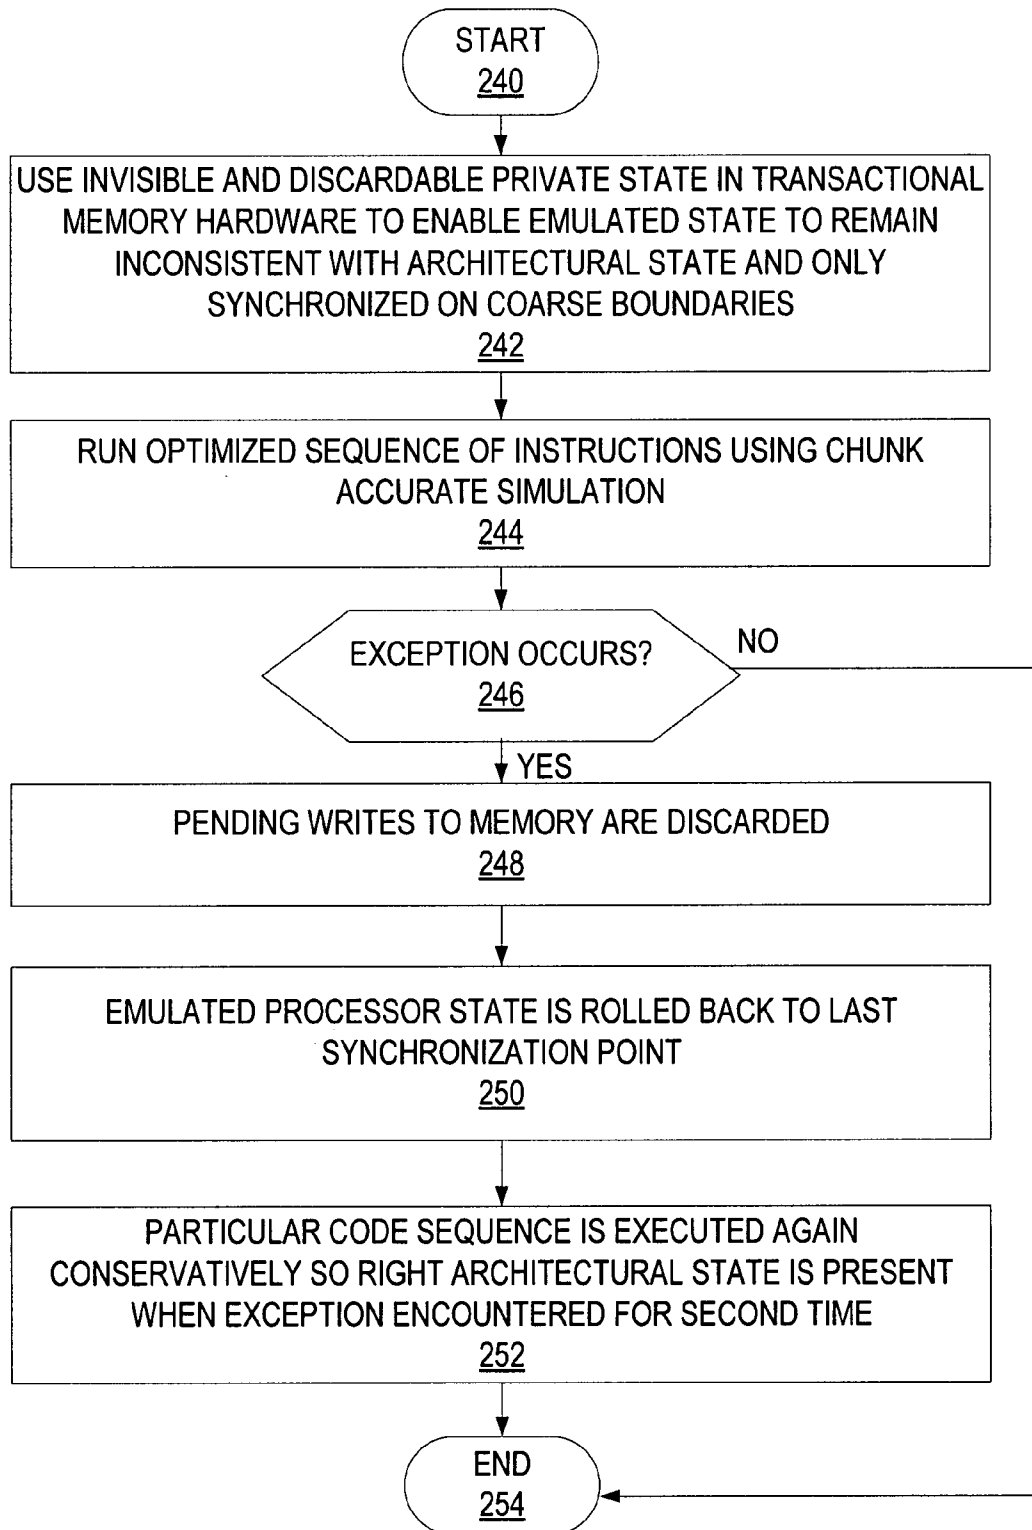 START
240
USE INVISIBLE AND DISCARDABLE PRIVATE STATE IN TRANSACTIONAL
MEMORY HARDWARE TO ENABLE EMULATED STATE TO REMAIN
INCONSISTENT WITH ARCHITECTURAL STATE AND ONLY
SYNCHRONIZED ON COARSE BOUNDARIES
242
RUN OPTIMIZED SEQUENCE OF INSTRUCTIONS USING CHUNK
ACCURATE SIMULATION
244
EXCEPTION OCCURS?
246
NO
YES
PENDING WRITES TO MEMORY ARE DISCARDED
248
EMULATED PROCESSOR STATE IS ROLLED BACK TO LAST
SYNCHRONIZATION POINT
250
PARTICULAR CODE SEQUENCE IS EXECUTED AGAIN
CONSERVATIVELY SO RIGHT ARCHITECTURAL STATE IS PRESENT
WHEN EXCEPTION ENCOUNTERED FOR SECOND TIME
252
END
254